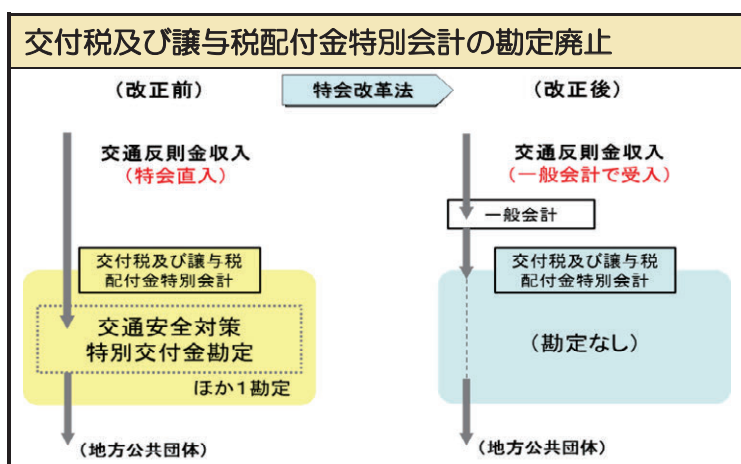 交付税及び譲与税配付金特別会計の勘定廃止
(改正前)
特会改革法
(改正後)
交通反則金収入
(特会直入)
交付税及び譲与税
配付金特別会計
交通安全対策
特別交付金勘定
ほか1勘定
(地方公共団体)
交通反則金収入
(一般会計で受入)
一般会計
交付税及び譲与税
配付金特別会計
(勘定なし)
(地方公共団体)